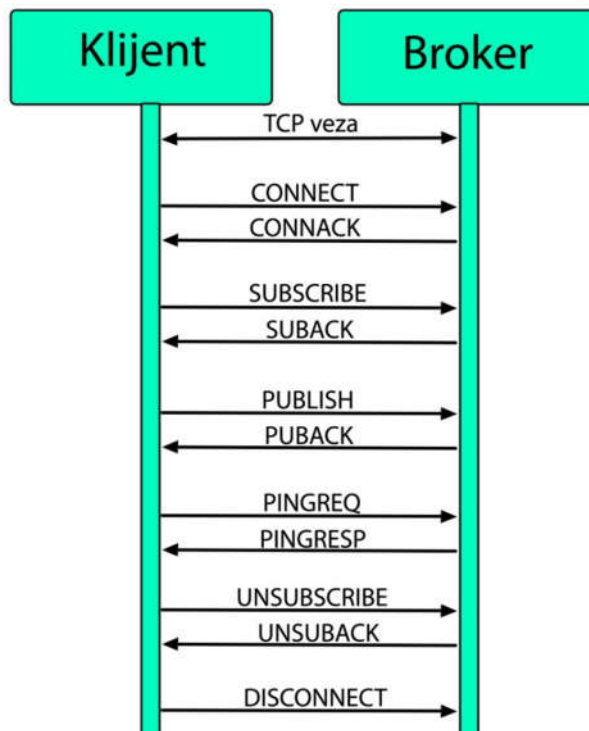 Klijent
Broker
TCP veza
CONNECT
CONNACK
SUBSCRIBE
SUBACK
PUBLISH
PUBACK
PINGREQ
PINGRESP
UNSUBSCRIBE
UNSUBACK
DISCONNECT